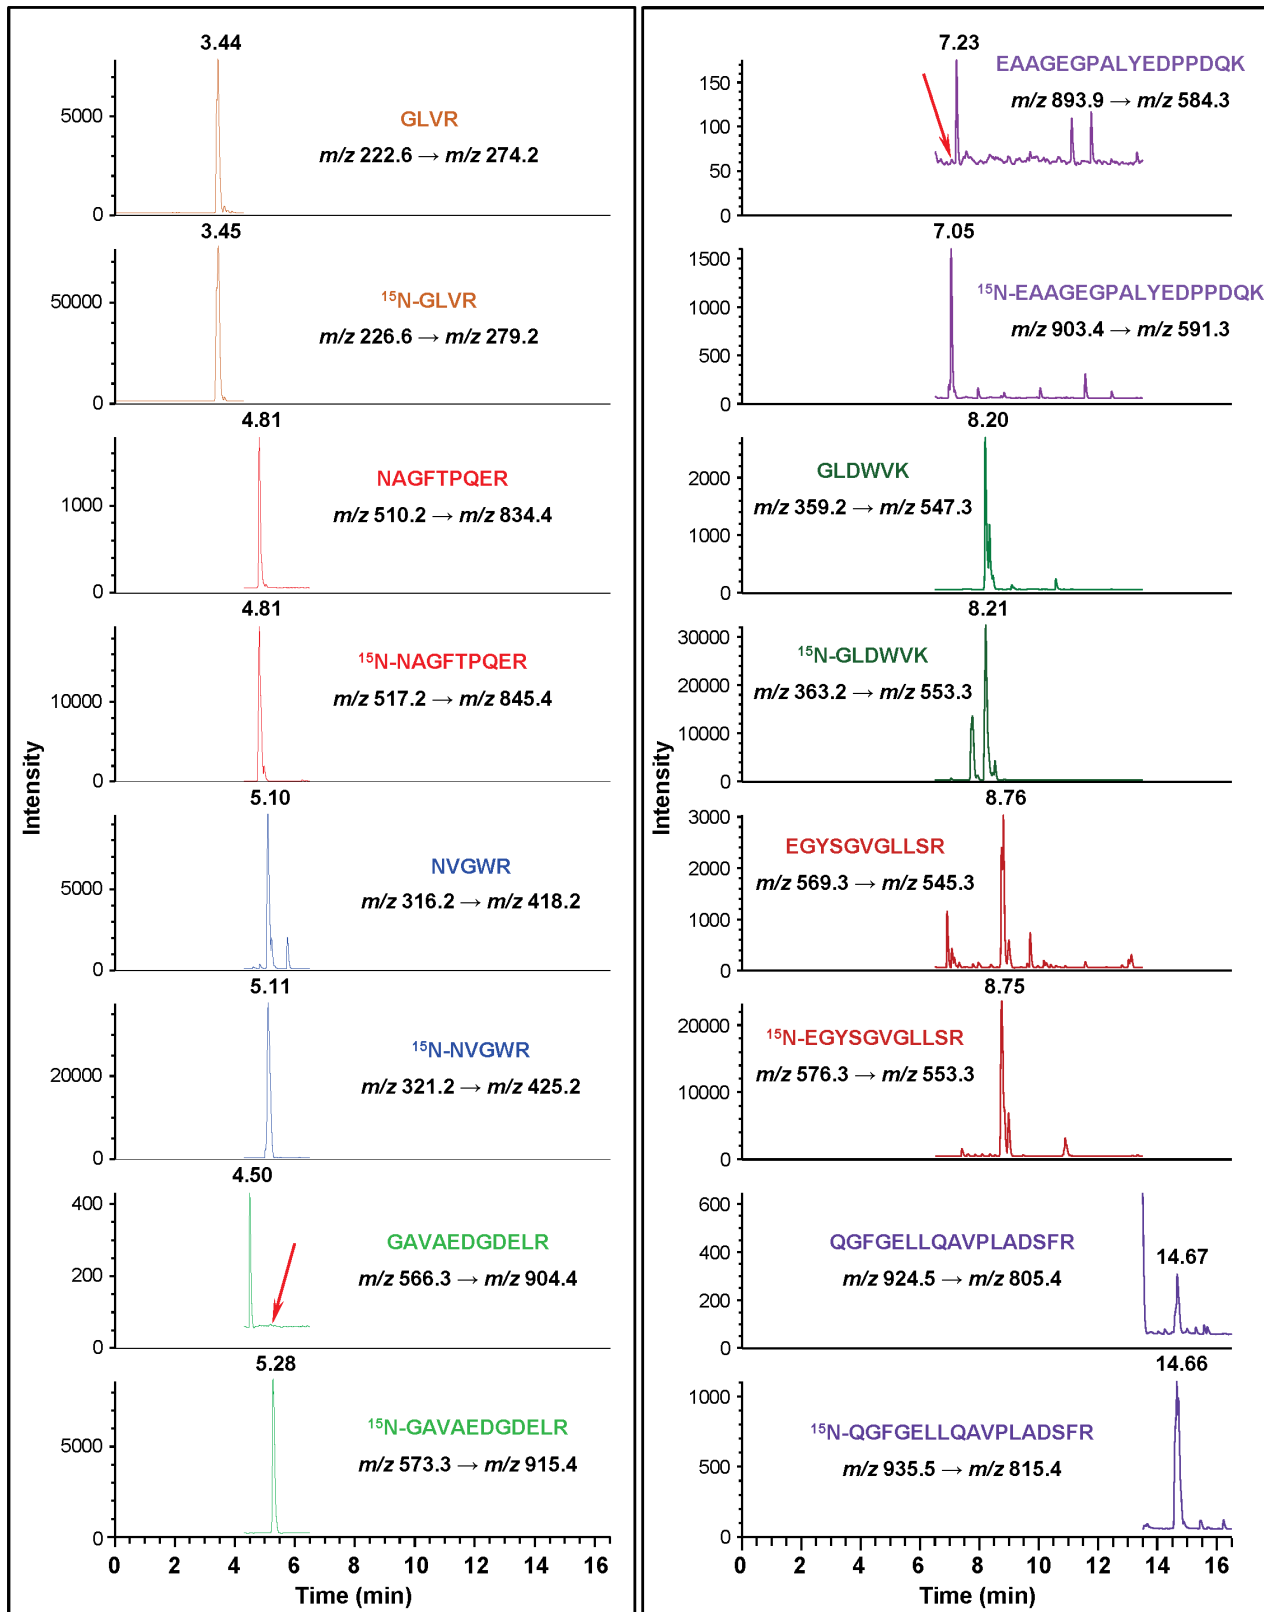 3.44
GLVR
m/z 222.6 → m/z 274.2
5000
0
3.45
¹⁵N-GLVR
m/z 226.6 → m/z 279.2
50000
0
4.81
NAGFTPQER
m/z 510.2 → m/z 834.4
1000
0
4.81
¹⁵N-NAGFTPQER
m/z 517.2 → m/z 845.4
10000
0
Intensity
5.10
NVGWR
m/z 316.2 → m/z 418.2
5000
0
5.11
¹⁵N-NVGWR
m/z 321.2 → m/z 425.2
20000
0
4.50
400
GAVAEDGDELR
m/z 566.3 → m/z 904.4
200
0
5.28
¹⁵N-GAVAEDGDELR
m/z 573.3 → m/z 915.4
5000
0
0 2 4 6 8 10 12 14 16
Time (min)
7.23
EAAGEGPALYEDPPDQK
m/z 893.9 → m/z 584.3
150
100
50
0
7.05
1500
¹⁵N-EAAGEGPALYEDPPDQK
m/z 903.4 → m/z 591.3
1000
500
0
8.20
GLDWVK
m/z 359.2 → m/z 547.3
2000
1000
0
8.21
30000
¹⁵N-GLDWVK
m/z 363.2 → m/z 553.3
20000
10000
0
Intensity
8.76
3000
EGYSGVGLLSR
m/z 569.3 → m/z 545.3
2000
1000
0
8.75
20000
¹⁵N-EGYSGVGLLSR
m/z 576.3 → m/z 553.3
10000
0
600
QGFGELLQAVPLADSFR
14.67
m/z 924.5 → m/z 805.4
400
200
0
14.66
1000
¹⁵N-QGFGELLQAVPLADSFR
m/z 935.5 → m/z 815.4
500
0
0 2 4 6 8 10 12 14 16
Time (min)